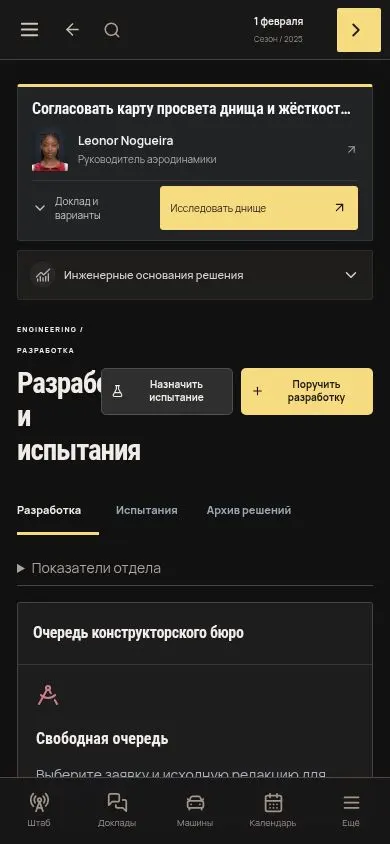 1 февраля
Сезон / 2025
Согласовать карту просвета днища и жёсткост…
Leonor Nogueira
Руководитель аэродинамики
Доклад и
варианты
Исследовать днище
Инженерные основания решения
ENGINEERING /
РАЗРАБОТКА
Разрабо
и
испытания
Назначить
испытание
Поручить
разработку
Разработка
Испытания
Архив решений
Показатели отдела
Очередь конструкторского бюро
Свободная очередь
Выберите заявку и исходную редакцию для
Штаб
Доклады
Машины
Календарь
Ещё